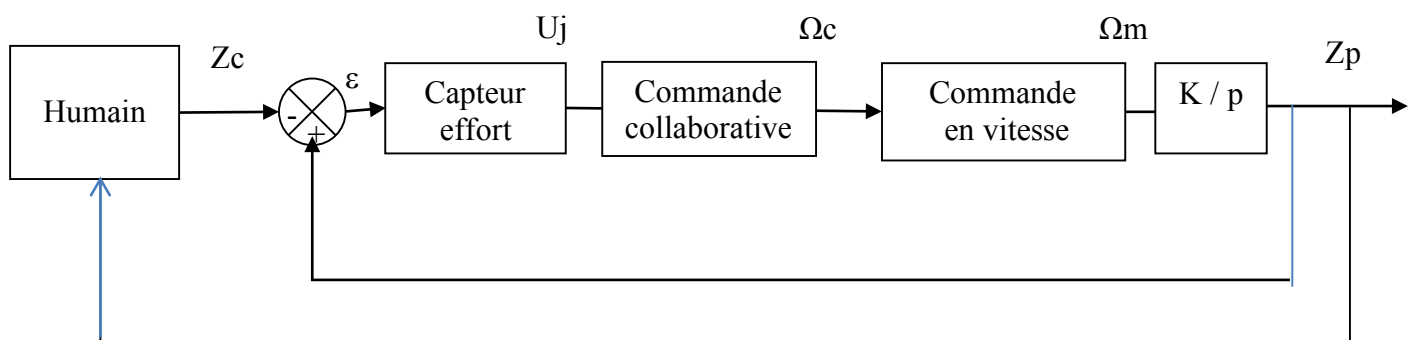 Uj
Ωc
Ωm
Zp
Zc
ε
Humain
-
+
Capteur
effort
Commande
collaborative
Commande
en vitesse
K / p